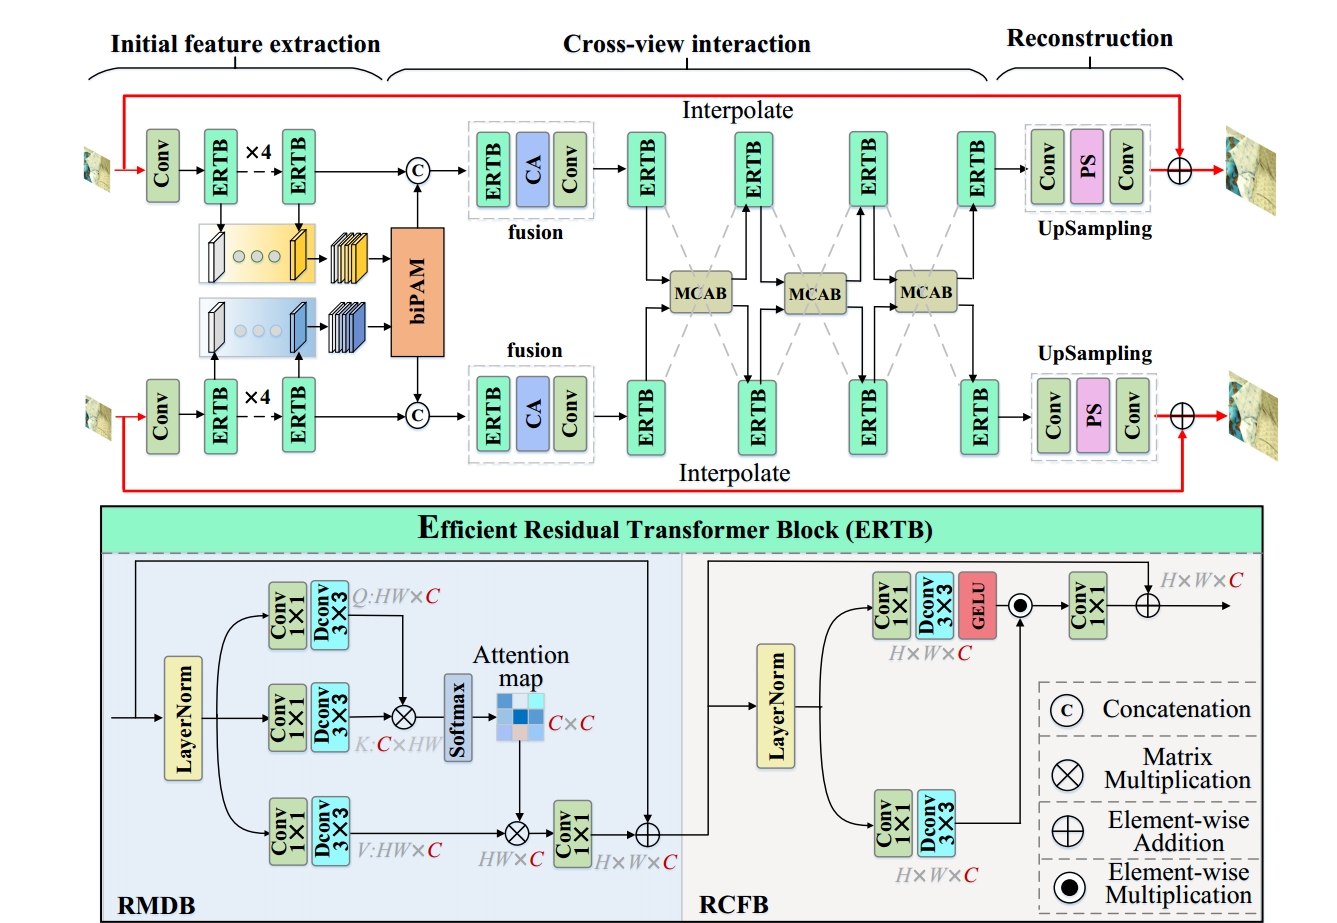 Initial feature extraction
Cross-view interaction
Reconstruction
Interpolate
Conv
ERTB
×4
ERTB
C
ERTB
CA
Conv
fusion
ERTB
ERTB
ERTB
ERTB
Conv
PS
Conv
UpSampling
biPAM
MCAB
MCAB
MCAB
fusion
UpSampling
Conv
ERTB
×4
ERTB
C
ERTB
CA
Conv
ERTB
ERTB
ERTB
ERTB
Conv
PS
Conv
Interpolate
Efficient Residual Transformer Block (ERTB)
LayerNorm
Conv
1×1
Dconv
3×3
Q:HW×C
Conv
1×1
Dconv
3×3
K:C×HW
Softmax
Attention
map
C×C
Conv
1×1
Dconv
3×3
V:HW×C
HW×C
Conv
1×1
H×W×C
RMDB
LayerNorm
Conv
1×1
Dconv
3×3
GELU
H×W×C
Conv
1×1
H×W×C
Conv
1×1
Dconv
3×3
H×W×C
RCFB
C
Concatenation
Matrix
Multiplication
Element-wise
Addition
Element-wise
Multiplication